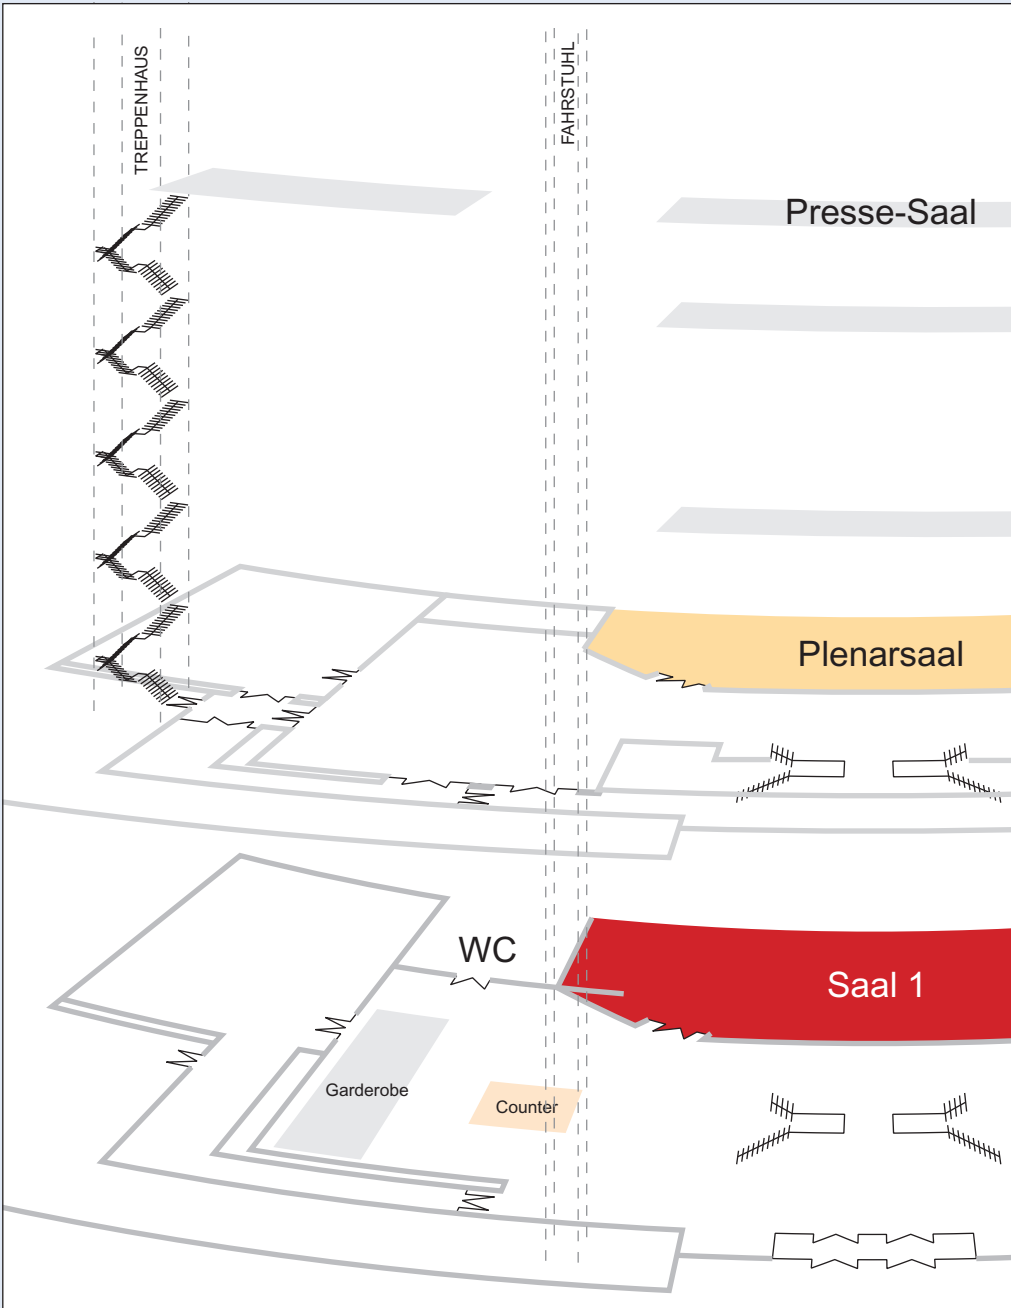 TREPPENHAUS
FAHRSTUHL
Presse-Saal
Plenarsaal
WC
Saal 1
Garderobe
Counter